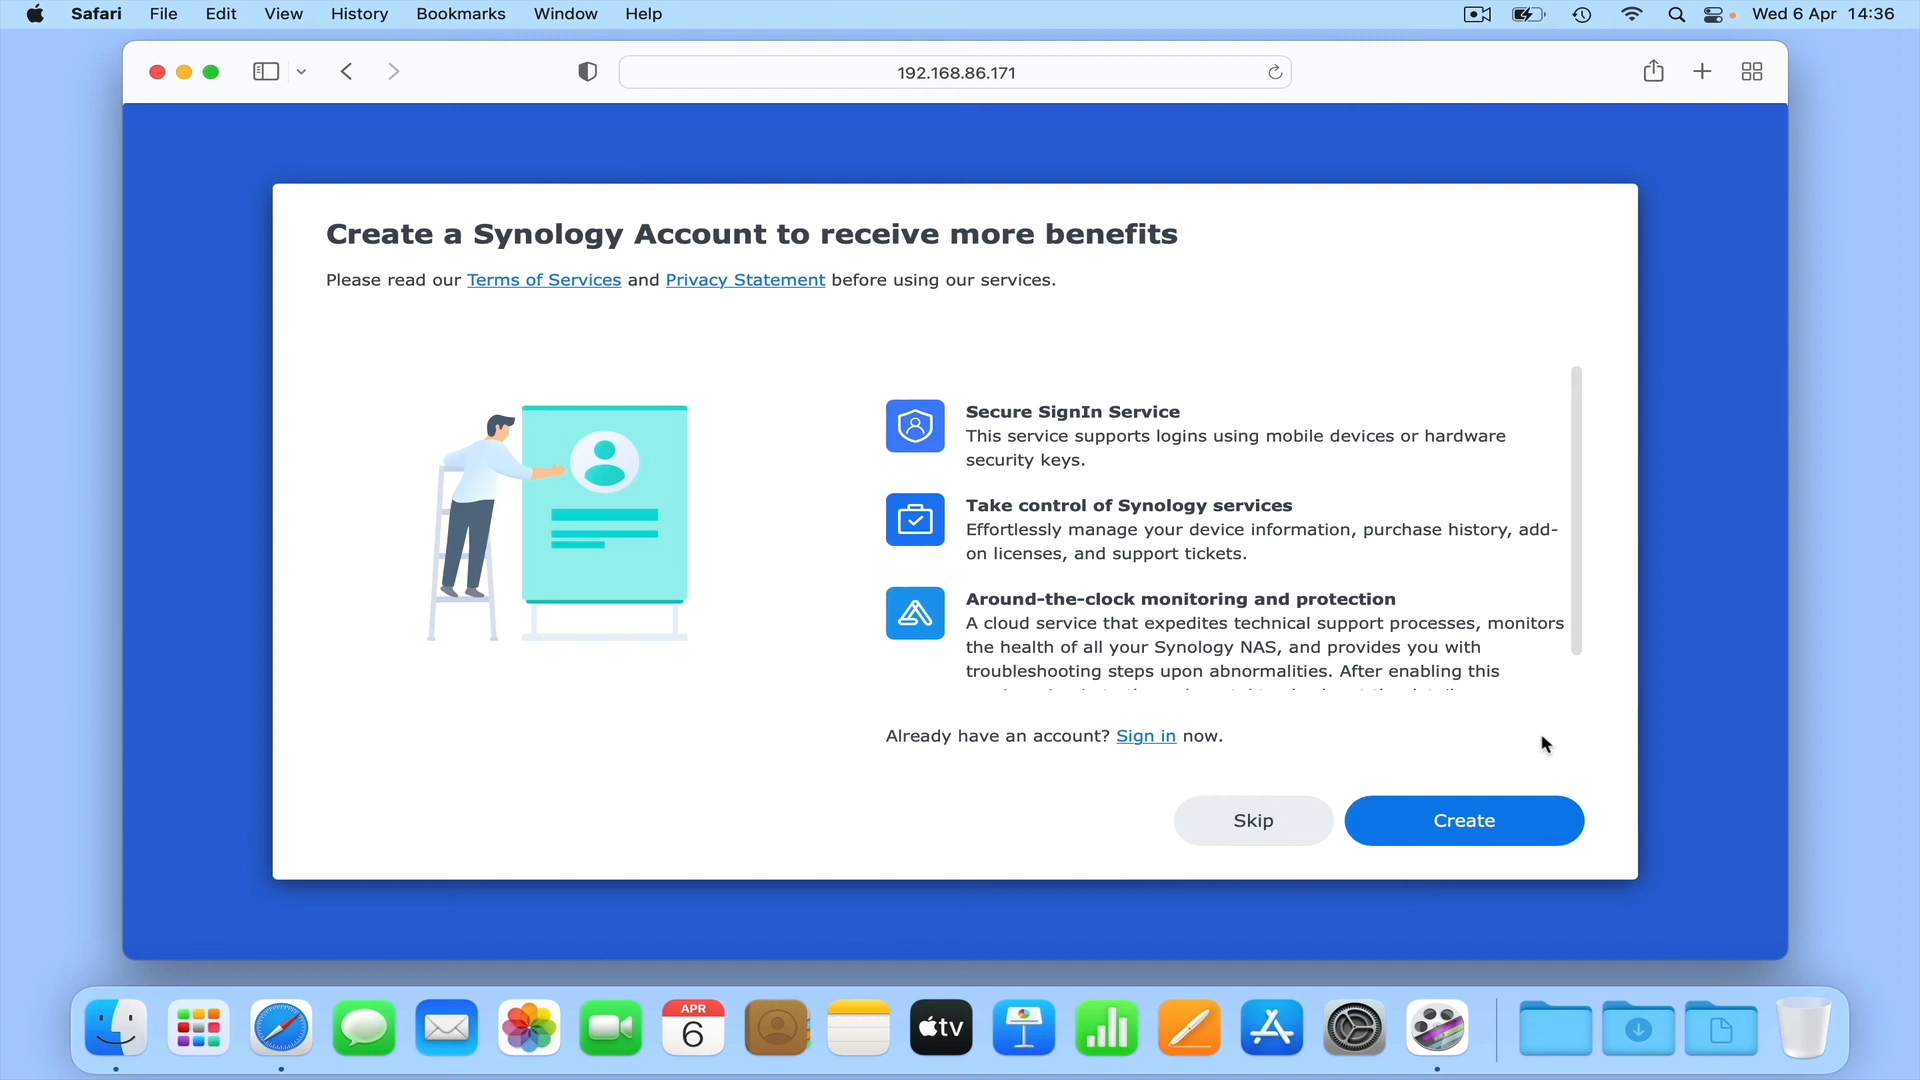 Safari File Edit View History Bookmarks Window Help Wed 6 Apr 14:36
192.168.86.171
Create a Synology Account to receive more benefits
Please read our Terms of Services and Privacy Statement before using our services.
Secure SignIn Service
This service supports logins using mobile devices or hardware
security keys.
Take control of Synology services
Effortlessly manage your device information, purchase history, add-
on licenses, and support tickets.
Around-the-clock monitoring and protection
A cloud service that expedites technical support processes, monitors
the health of all your Synology NAS, and provides you with
troubleshooting steps upon abnormalities. After enabling this
Already have an account? Sign in now.
Skip Create
APR
6
tv